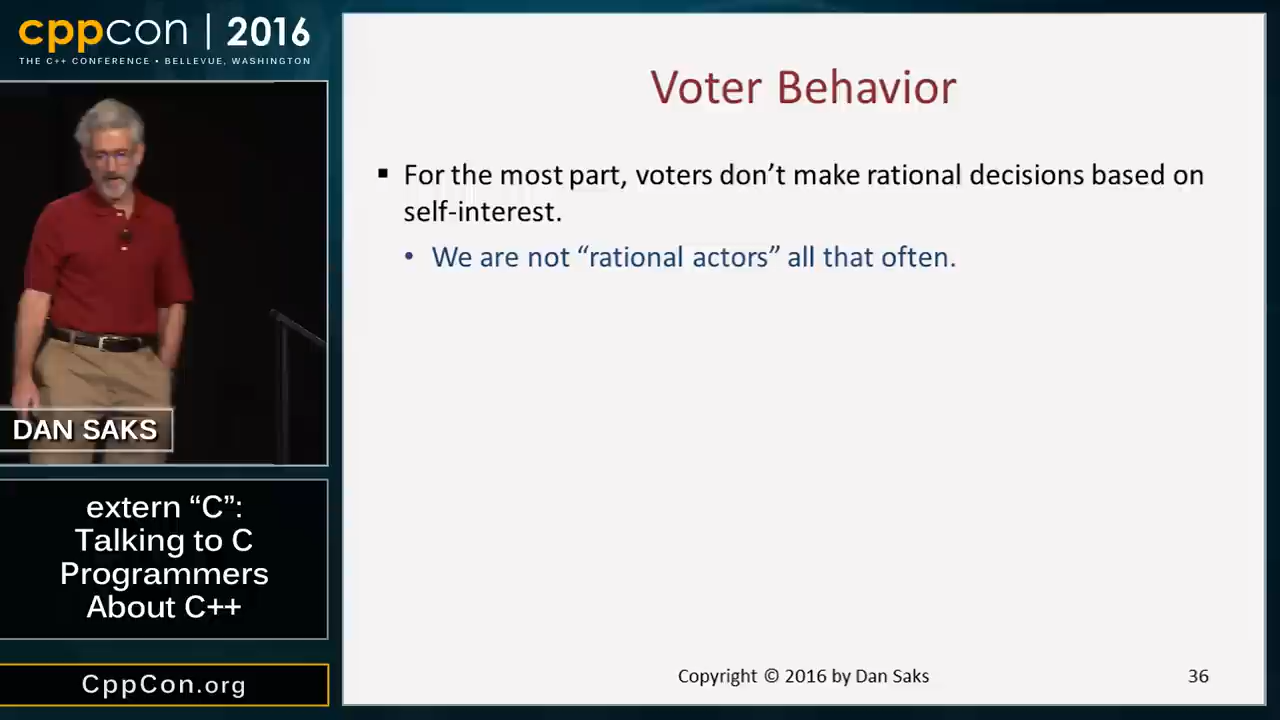 cppcon | 2016
THE C++ CONFERENCE • BELLEVUE, WASHINGTON
DAN SAKS
extern “C”:
Talking to C
Programmers
About C++
CppCon.org
Voter Behavior
▪ For the most part, voters don’t make rational decisions based on
self-interest.
• We are not “rational actors” all that often.
Copyright © 2016 by Dan Saks
36